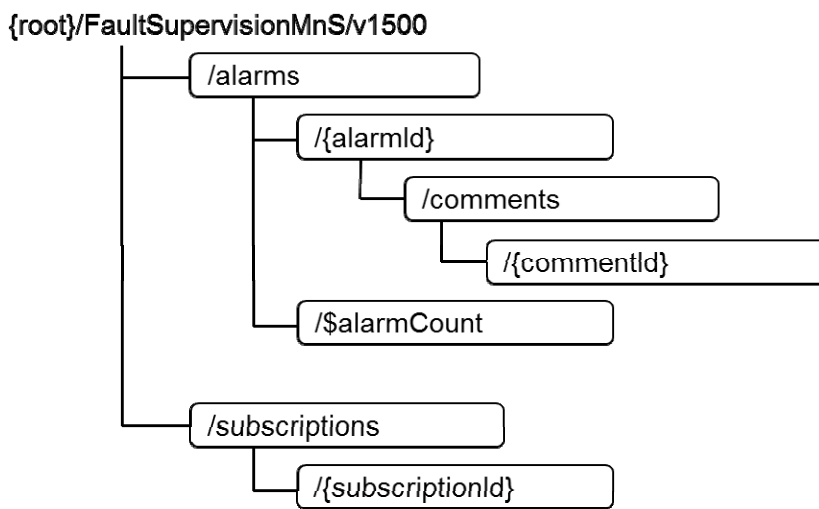 {root}/FaultSupervisionMnS/v1500
/alarms
/{alarmId}
/comments
/{commentId}
/$alarmCount
/subscriptions
/{subscriptionId}